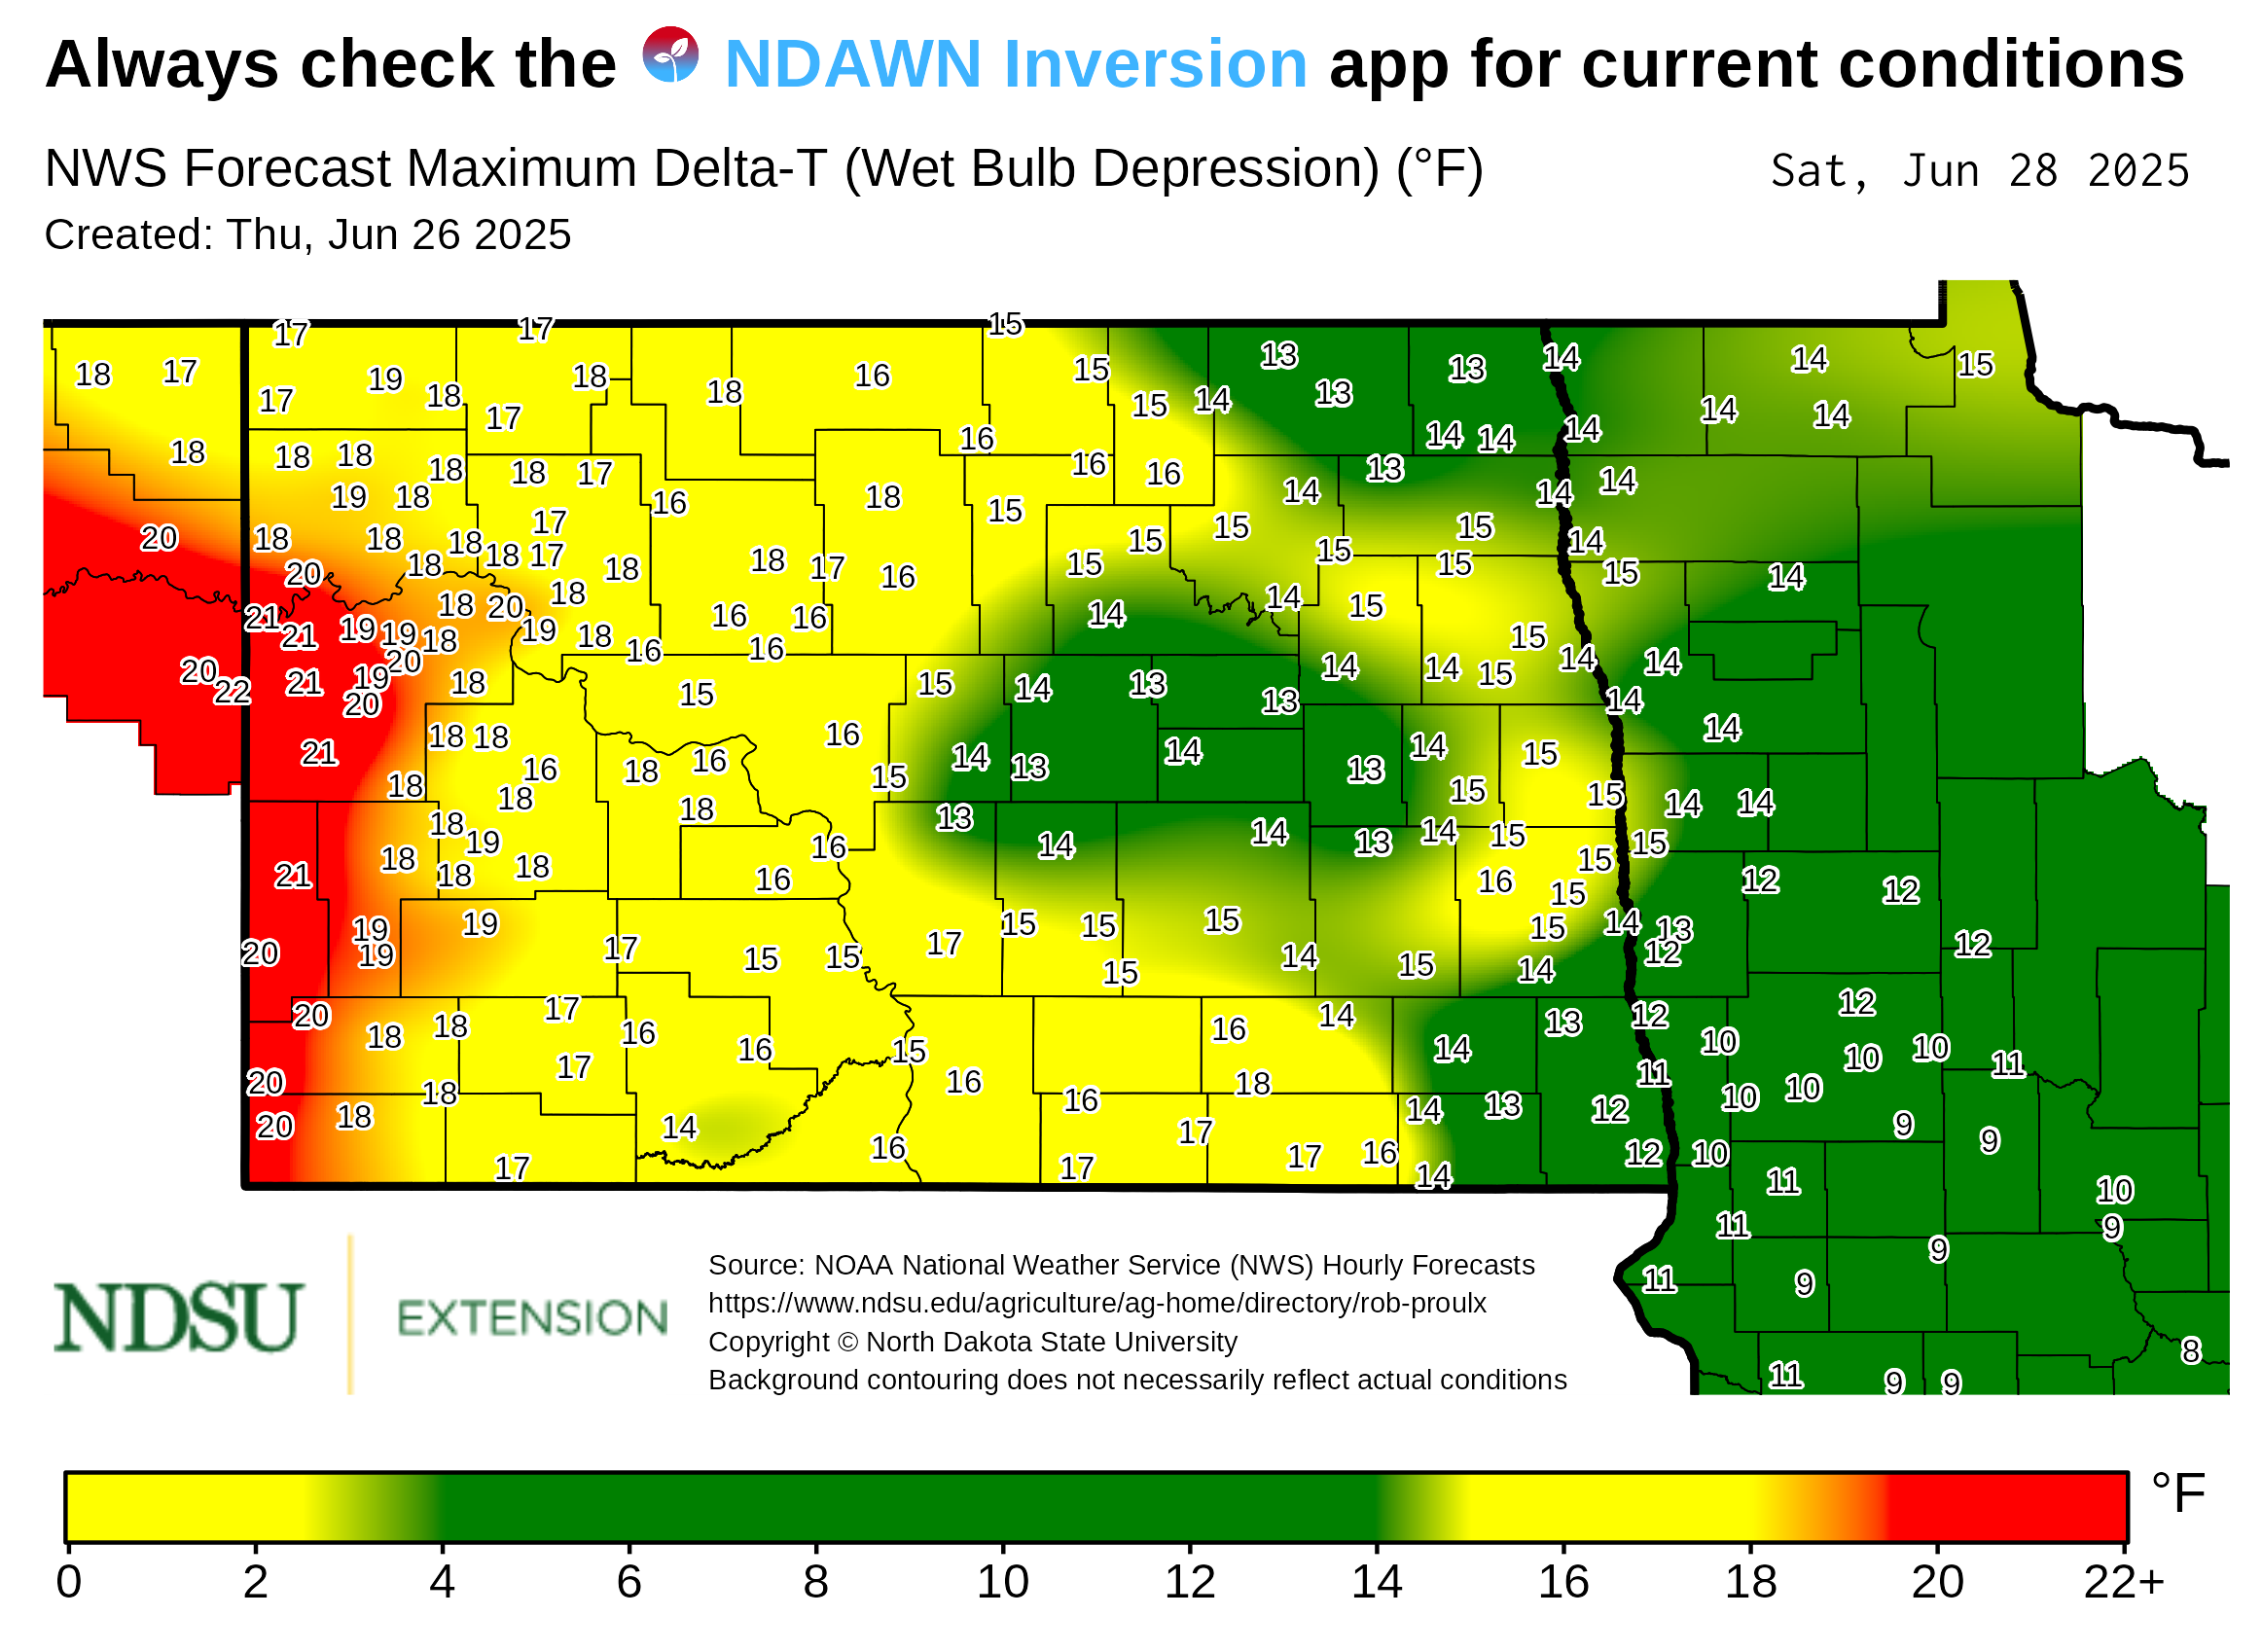 Always check the NDAWN Inversion app for current conditions
NWS Forecast Maximum Delta-T (Wet Bulb Depression) (°F) Sat, Jun 28 2025
Created: Thu, Jun 26 2025
17 17 15
18 17 19 18 18 16 15 13 13 14 14 15
17 18 17 18 15 14 13 14 14
18 18 18 18 18 17 16 16 16 13 14 14 14
19 18 16 18 15 14 14 14
20 18 18 18 17 18 17 15 15 15 15 14
20 18 18 18 18 17 16 15 15 15 14
21 21 19 19 18 18 20 19 18 16 16 14 14 15
20 22 21 19 20 20 18 16 16 15 14 15 14 14
15 15 14 13 13 14 15 14
21 18 18 16 16 14 14 14 15 14
18 16 18 18 16 15 13 13 15 15 14 14
18 19 18 16 13 14 14 13 14 15 15
21 18 18 18 16 16 15 12 12
19 19 19 17 15 15 17 15 15 15 15 14 13
20 15 14 15 14 12 12
20 18 18 17 16 16 15 16 14 14 13 12 10 12
20 17 16 18 11 10 10 11
20 18 18 14 16 14 13 12 10 10 9 9
17 16 17 17 17 16 14 12 10 11 10
11 9 9
11 9
8
11 9 9
NDSU EXTENSION
Source: NOAA National Weather Service (NWS) Hourly Forecasts
https://www.ndsu.edu/agriculture/ag-home/directory/rob-proulx
Copyright © North Dakota State University
Background contouring does not necessarily reflect actual conditions
°F
0 2 4 6 8 10 12 14 16 18 20 22+